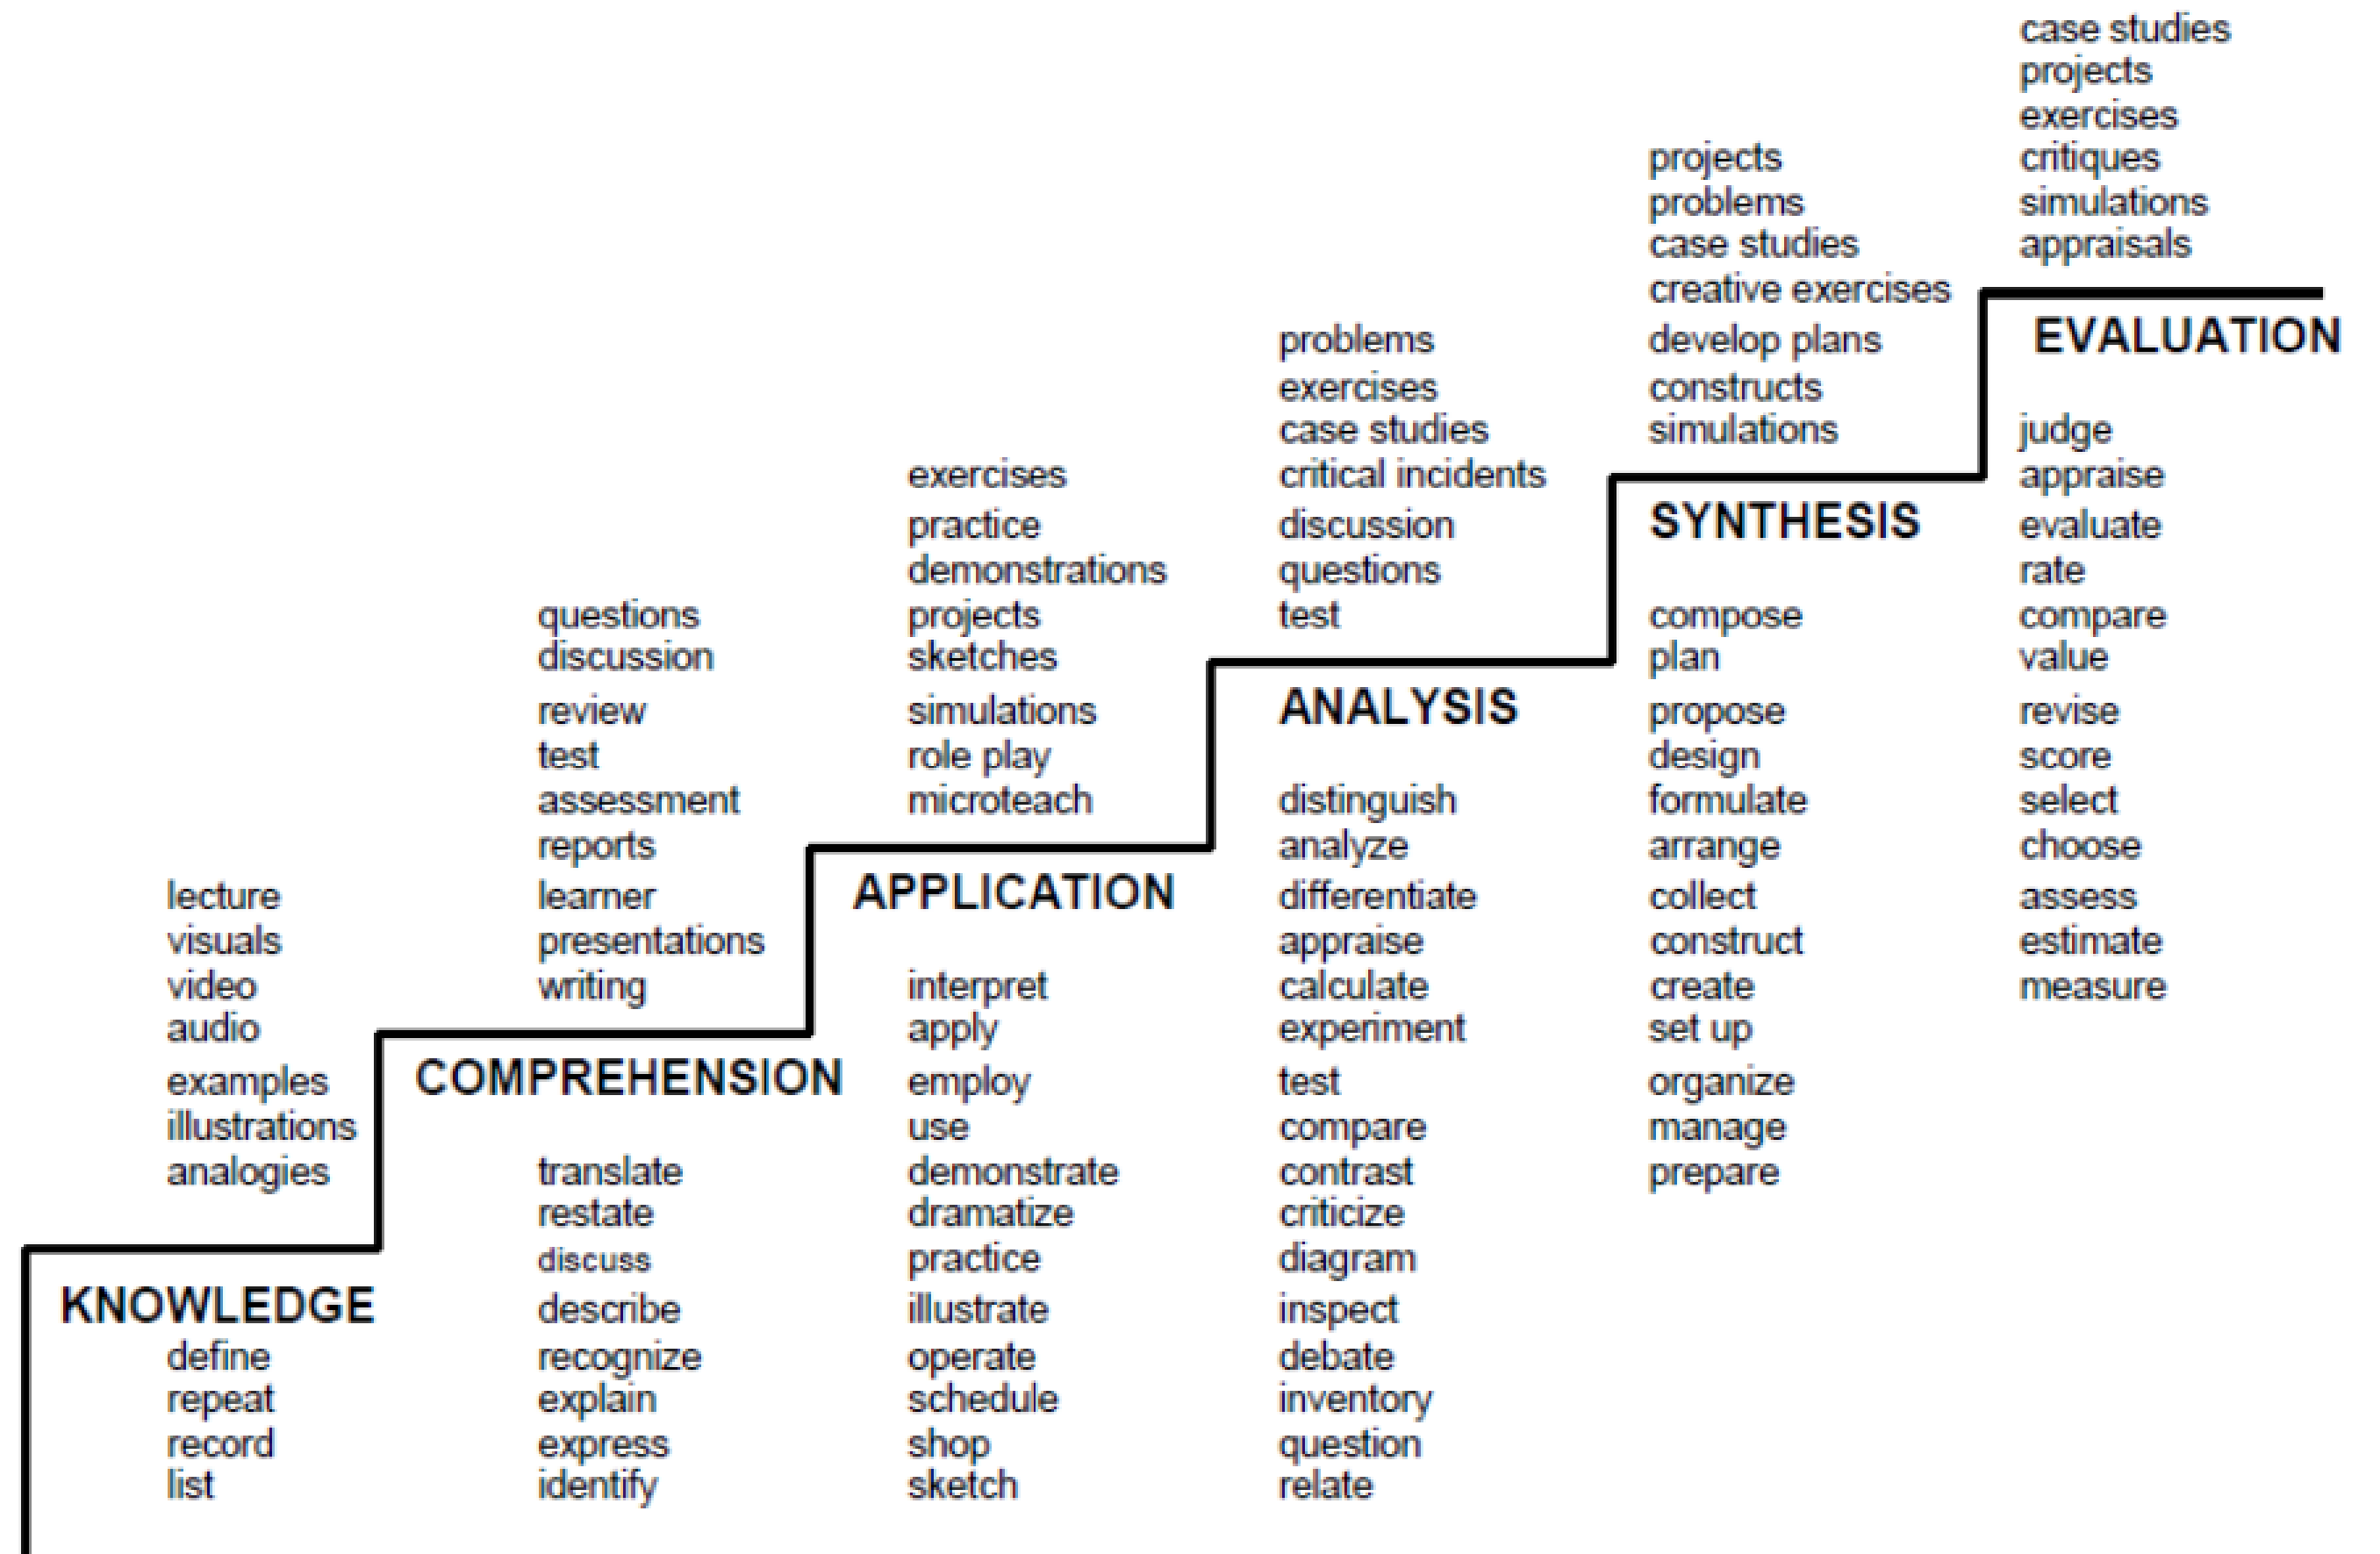 lecture
visuals
video
audio
examples
illustrations
analogies
KNOWLEDGE
define
repeat
record
list
questions
discussion
review
test
assessment
reports
learner
presentations
writing
COMPREHENSION
translate
restate
discuss
describe
recognize
explain
express
identify
exercises
practice
demonstrations
projects
sketches
simulations
role play
microteach
APPLICATION
interpret
apply
employ
use
demonstrate
dramatize
practice
illustrate
operate
schedule
shop
sketch
problems
exercises
case studies
critical incidents
discussion
questions
test
ANALYSIS
distinguish
analyze
differentiate
appraise
calculate
experiment
test
compare
contrast
criticize
diagram
inspect
debate
inventory
question
relate
projects
problems
case studies
creative exercises
develop plans
constructs
simulations
SYNTHESIS
compose
plan
propose
design
formulate
arrange
collect
construct
create
set up
organize
manage
prepare
case studies
projects
exercises
critiques
simulations
appraisals
EVALUATION
judge
appraise
evaluate
rate
compare
value
revise
score
select
choose
assess
estimate
measure